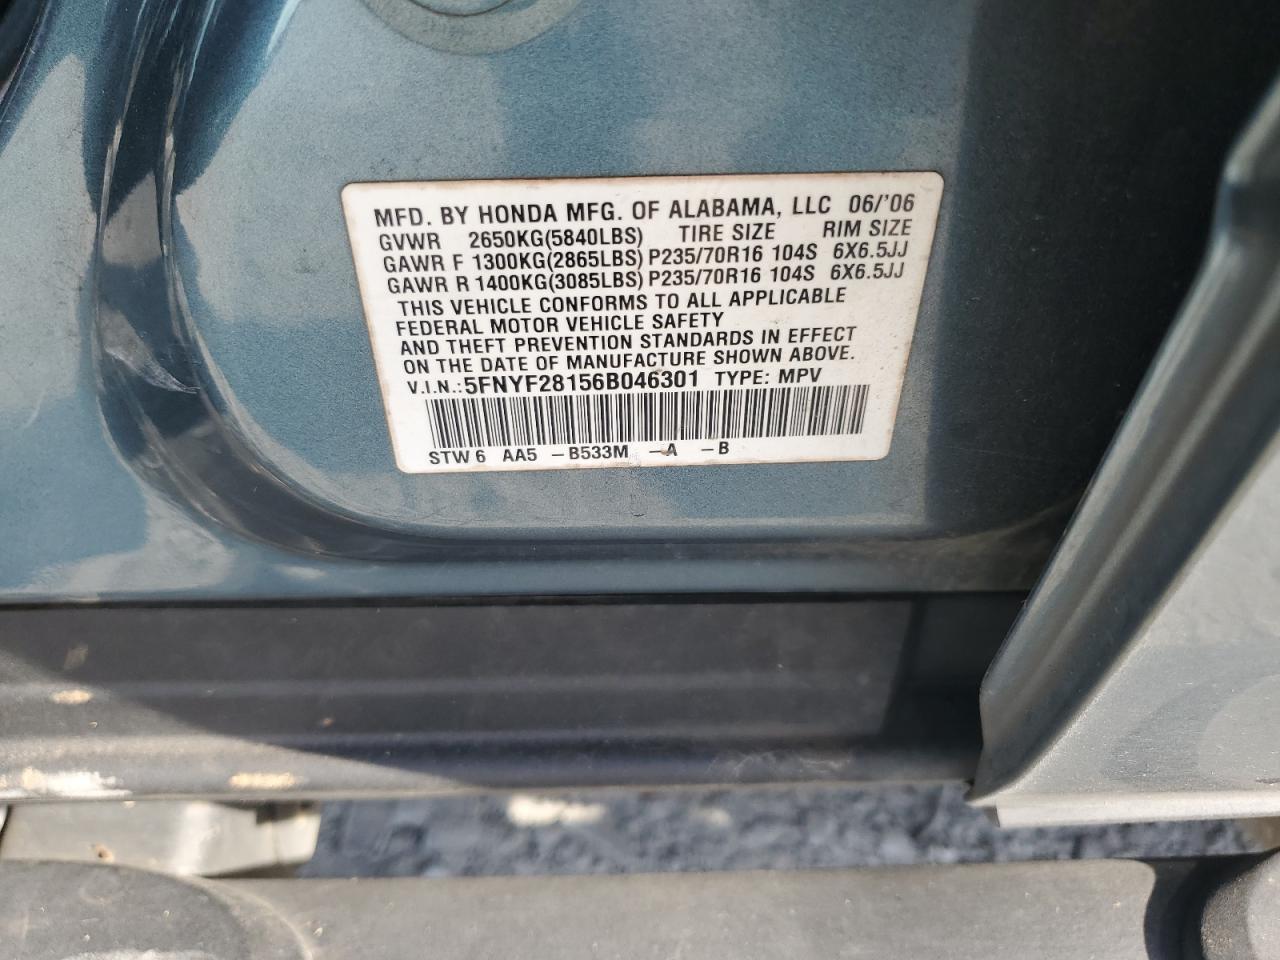 MFD. BY HONDA MFG. OF ALABAMA, LLC 06/'06
GVWR 2650KG(5840LBS) TIRE SIZE RIM SIZE
GAWR F 1300KG(2865LBS) P235/70R16 104S 6X6.5JJ
GAWR R 1400KG(3085LBS) P235/70R16 104S 6X6.5JJ
THIS VEHICLE CONFORMS TO ALL APPLICABLE
FEDERAL MOTOR VEHICLE SAFETY
AND THEFT PREVENTION STANDARDS IN EFFECT
ON THE DATE OF MANUFACTURE SHOWN ABOVE.
V.I.N.: 5FNYF28156B046301 TYPE: MPV
STW 6 AA5 -B533M -A -B